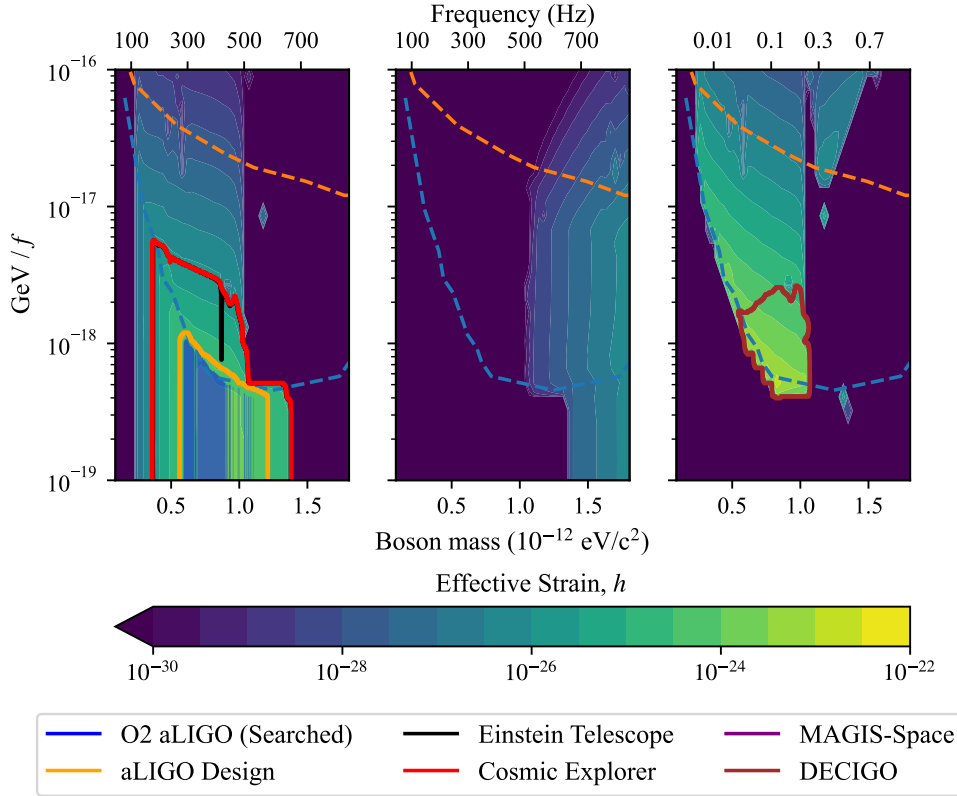 Frequency (Hz)
100 300 500 700
100 300 500 700
0.01 0.1 0.3 0.7
10⁻¹⁶
10⁻¹⁷
10⁻¹⁸
10⁻¹⁹
GeV / f
0.5 1.0 1.5
0.5 1.0 1.5
0.5 1.0 1.5
Boson mass (10⁻¹² eV/c²)
Effective Strain, h
10⁻³⁰ 10⁻²⁸ 10⁻²⁶ 10⁻²⁴ 10⁻²²
O2 aLIGO (Searched) Einstein Telescope MAGIS-Space
aLIGO Design Cosmic Explorer DECIGO